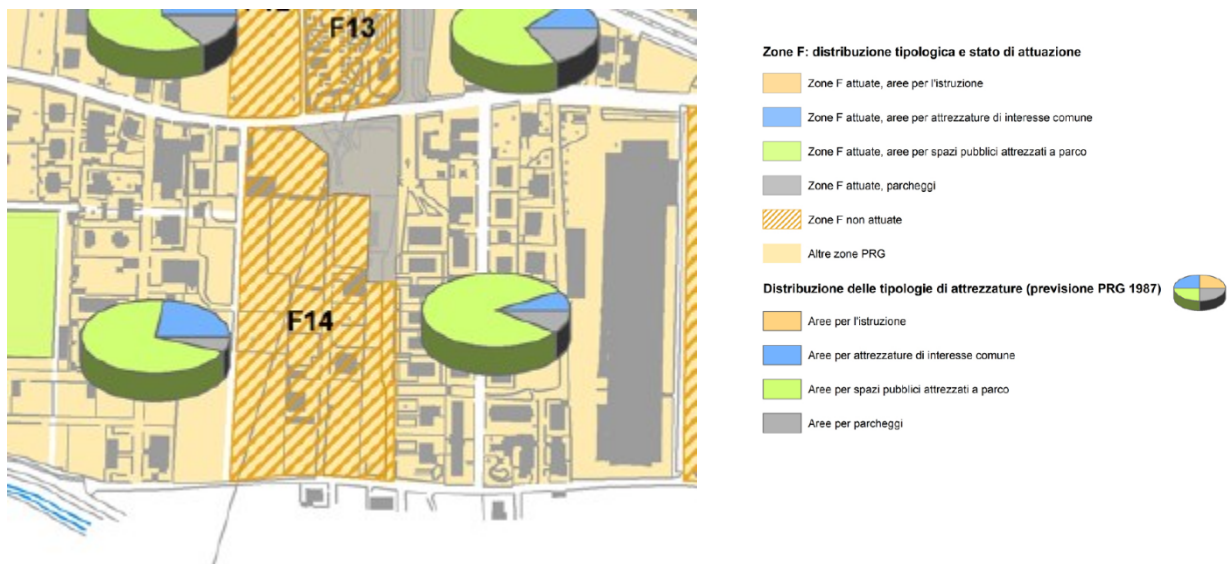 F13
F14
Zone F: distribuzione tipologica e stato di attuazione
Zone F attuate, aree per l'istruzione
Zone F attuate, aree per attrezzature di interesse comune
Zone F attuate, aree per spazi pubblici attrezzati a parco
Zone F attuate, parcheggi
Zone F non attuate
Altre zone PRG
Distribuzione delle tipologie di attrezzature (previsione PRG 1987)
Aree per l'istruzione
Aree per attrezzature di interesse comune
Aree per spazi pubblici attrezzati a parco
Aree per parcheggi